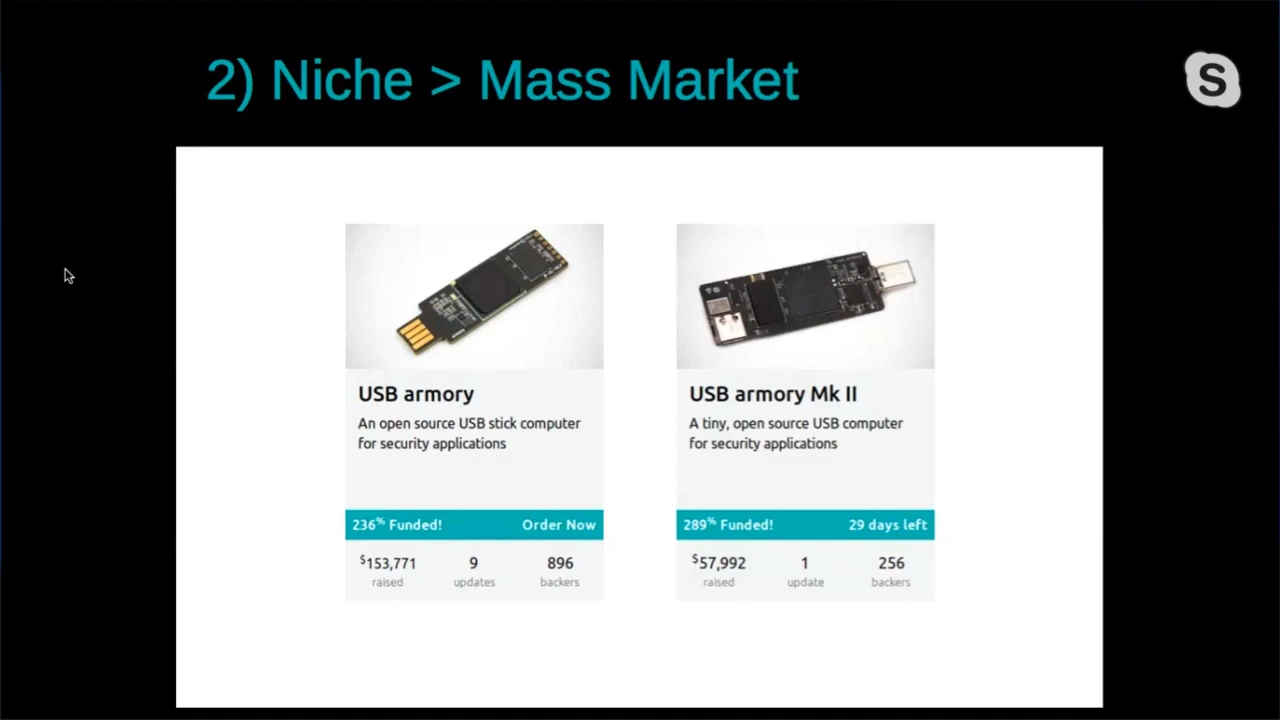 2) Niche > Mass Market
S
USB armory
An open source USB stick computer
for security applications
236% Funded! Order Now
$153,771 9 896
raised updates backers
USB armory Mk II
A tiny, open source USB computer
for security applications
289% Funded! 29 days left
$57,992 1 256
raised update backers